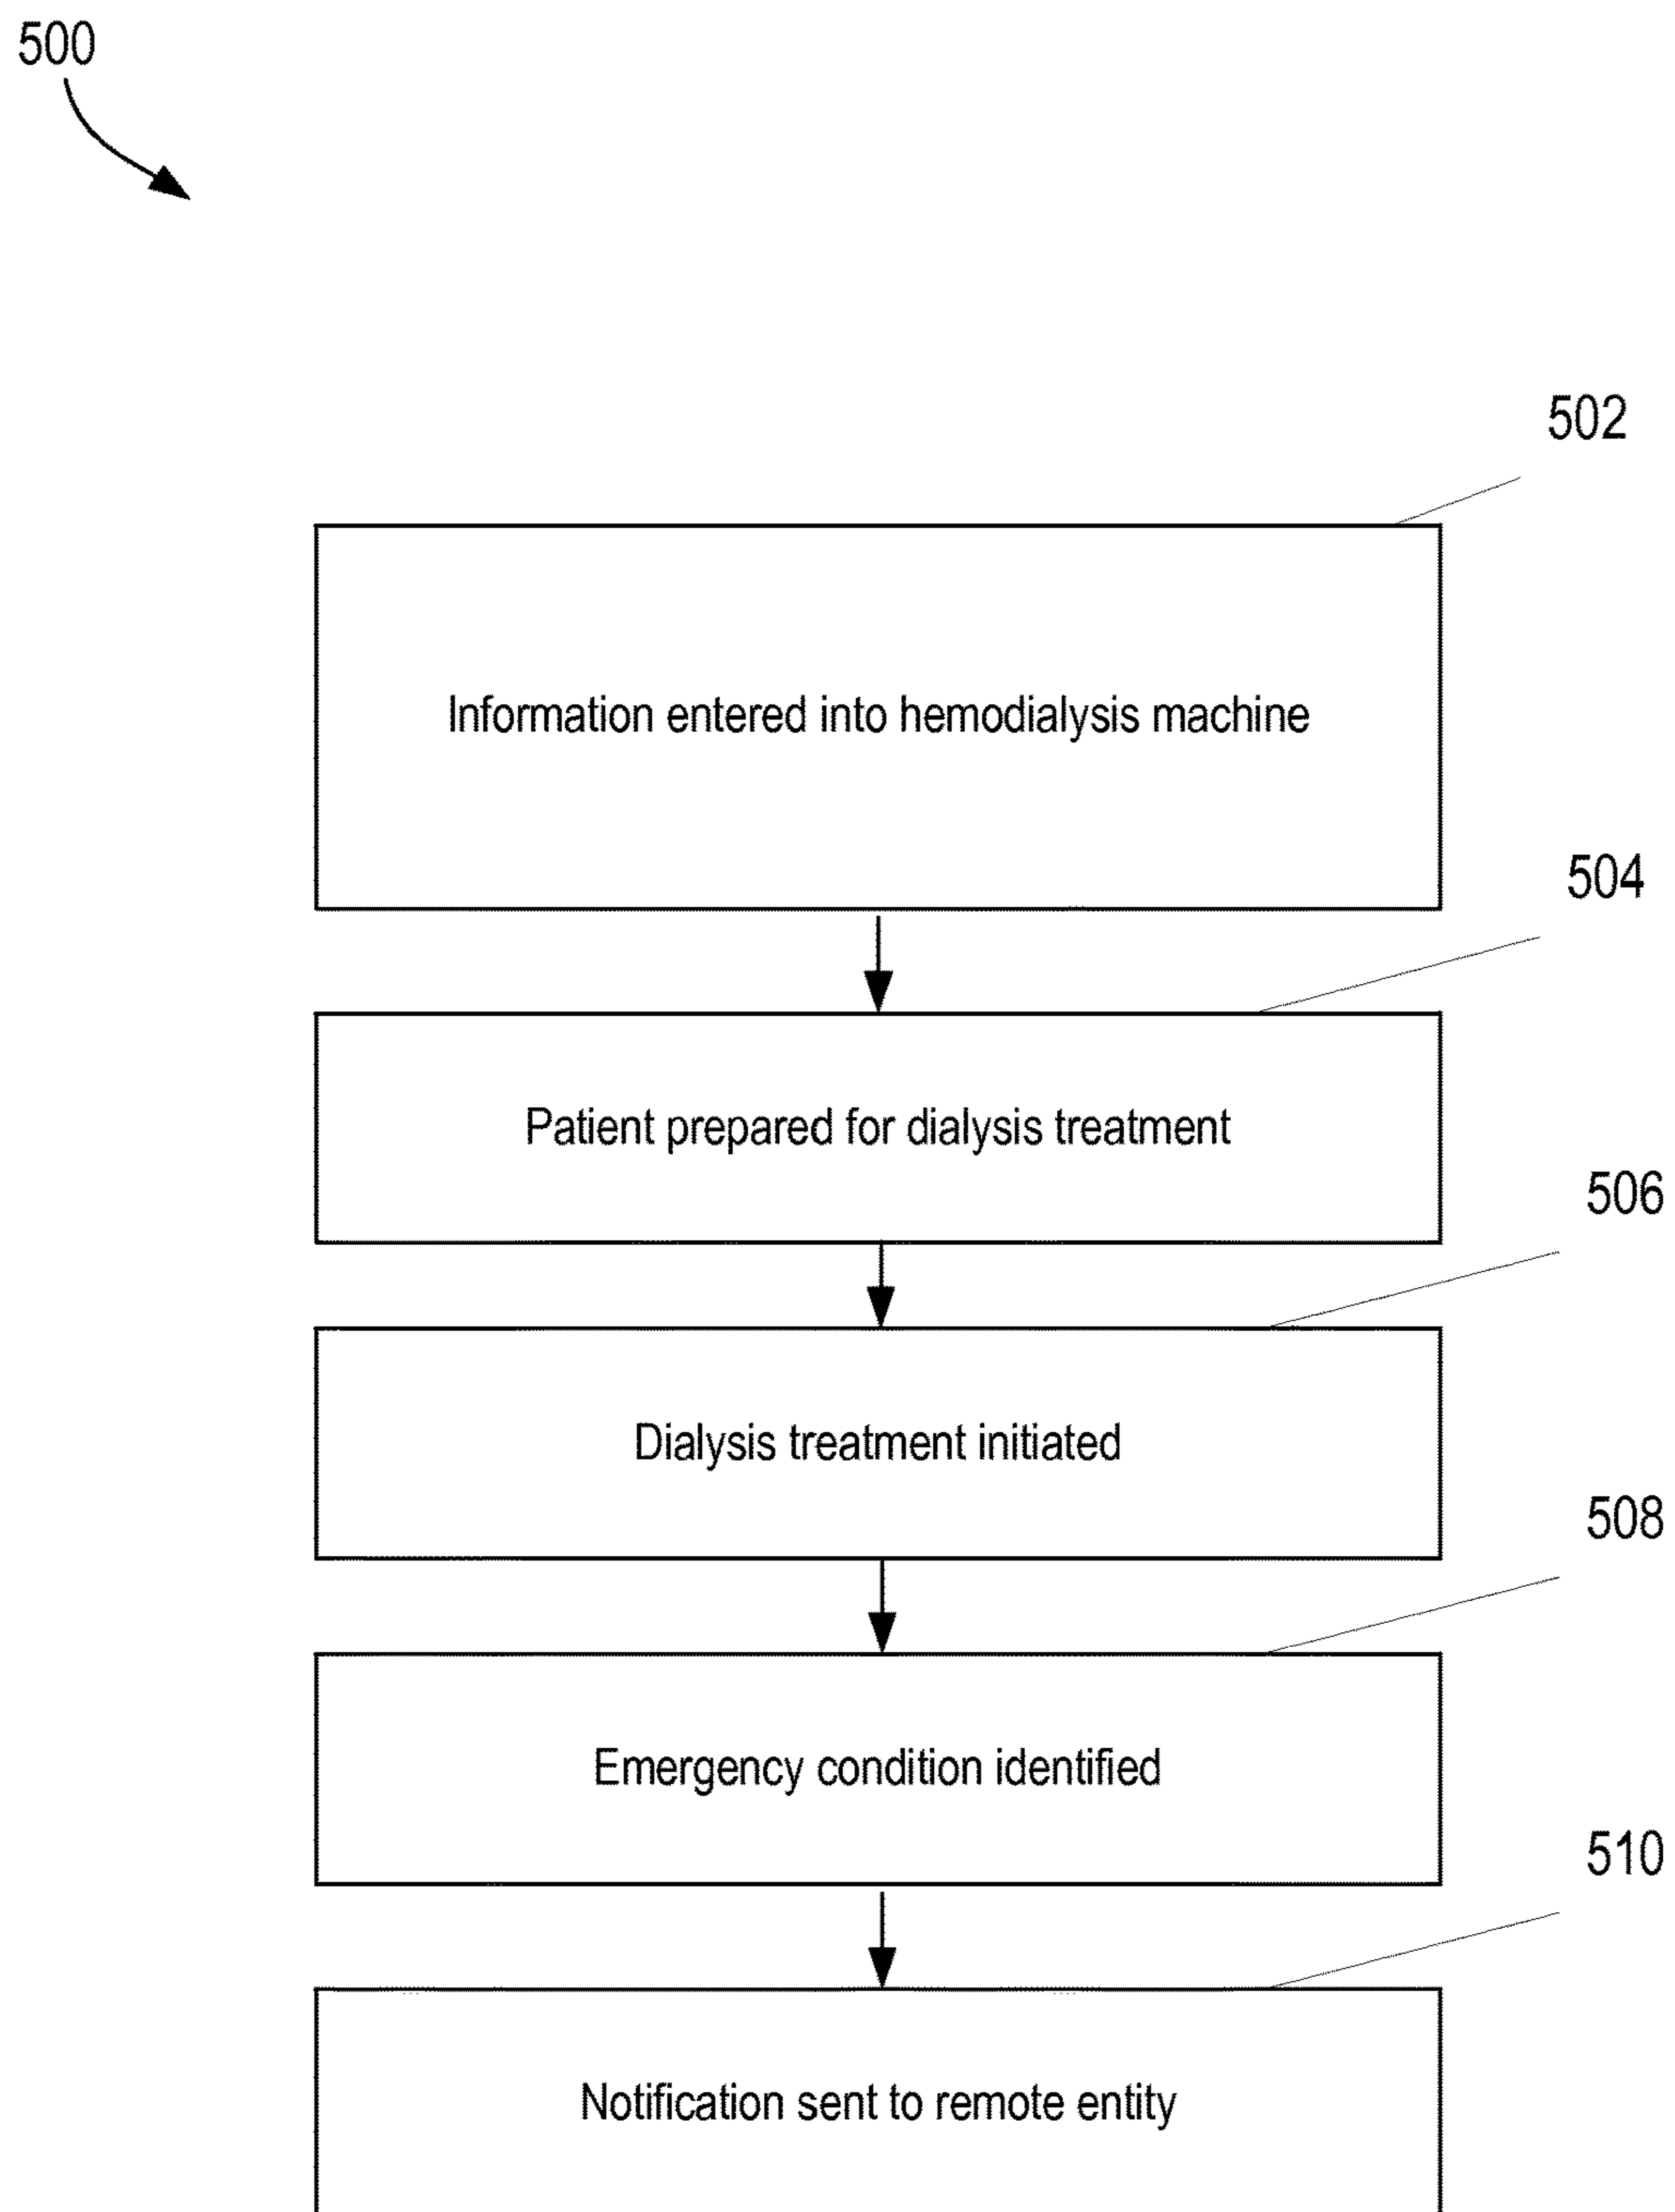 500
502
Information entered into hemodialysis machine
504
Patient prepared for dialysis treatment
506
Dialysis treatment initiated
508
Emergency condition identified
510
Notification sent to remote entity